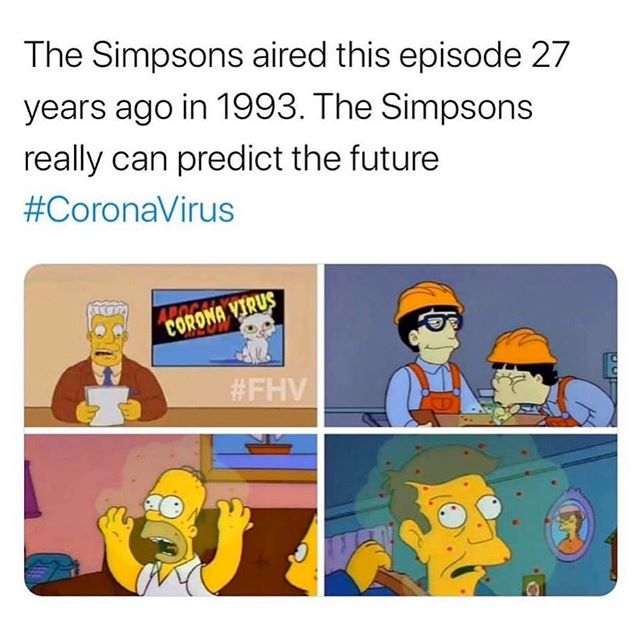 The Simpsons aired this episode 27
years ago in 1993. The Simpsons
really can predict the future
#CoronaVirus
CORONA VIRUS
#FHV